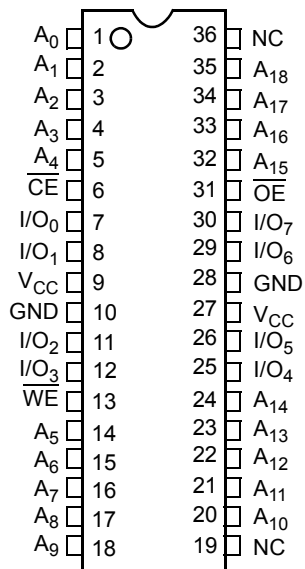 A0 1 36 NC
A1 2 35 A18
A2 3 34 A17
A3 4 33 A16
A4 5 32 A15
CE 6 31 OE
I/O0 7 30 I/O7
I/O1 8 29 I/O6
VCC 9 28 GND
GND 10 27 VCC
I/O2 11 26 I/O5
I/O3 12 25 I/O4
WE 13 24 A14
A5 14 23 A13
A6 15 22 A12
A7 16 21 A11
A8 17 20 A10
A9 18 19 NC